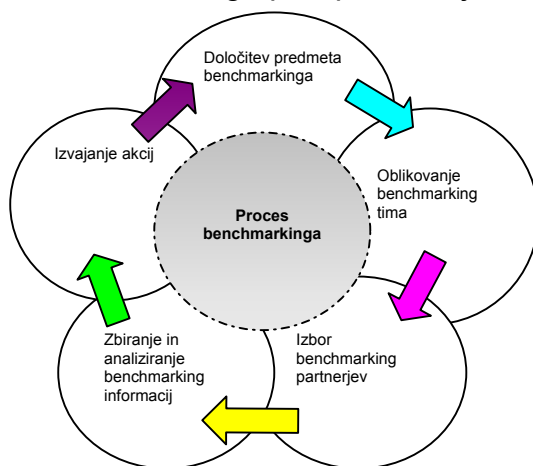 Določitev predmeta
benchmarkinga
Oblikovanje
benchmarking
tima
Izbor
benchmarking
partnerjev
Zbiranje in
analiziranje
benchmarking
informacij
Izvajanje akcij
Proces
benchmarkinga